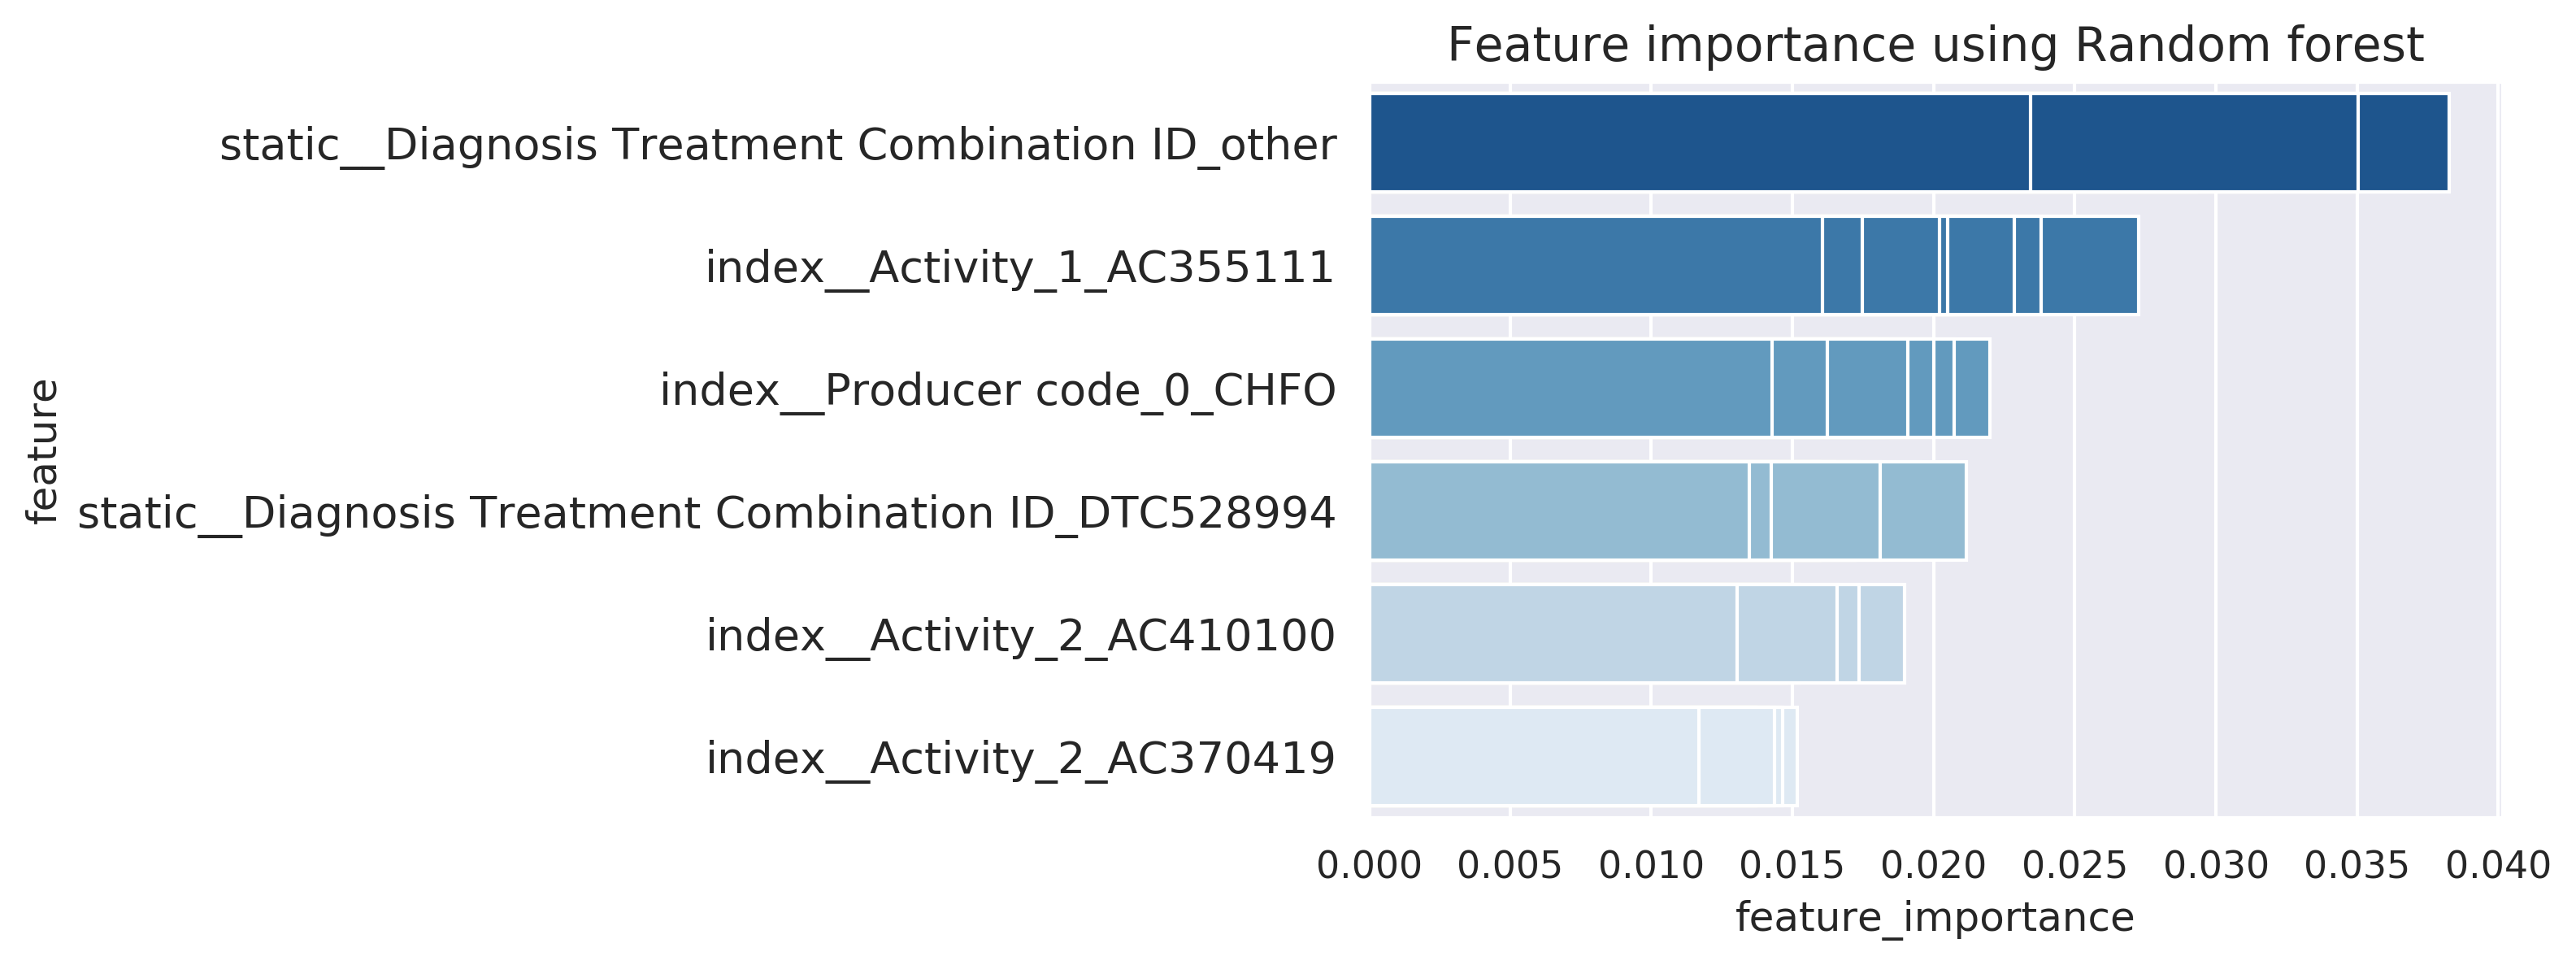 Feature importance using Random forest
static__Diagnosis Treatment Combination ID_other
index__Activity_1_AC355111
index__Producer code_0_CHFO
static__Diagnosis Treatment Combination ID_DTC528994
index__Activity_2_AC410100
index__Activity_2_AC370419
feature
0.000 0.005 0.010 0.015 0.020 0.025 0.030 0.035 0.040
feature_importance